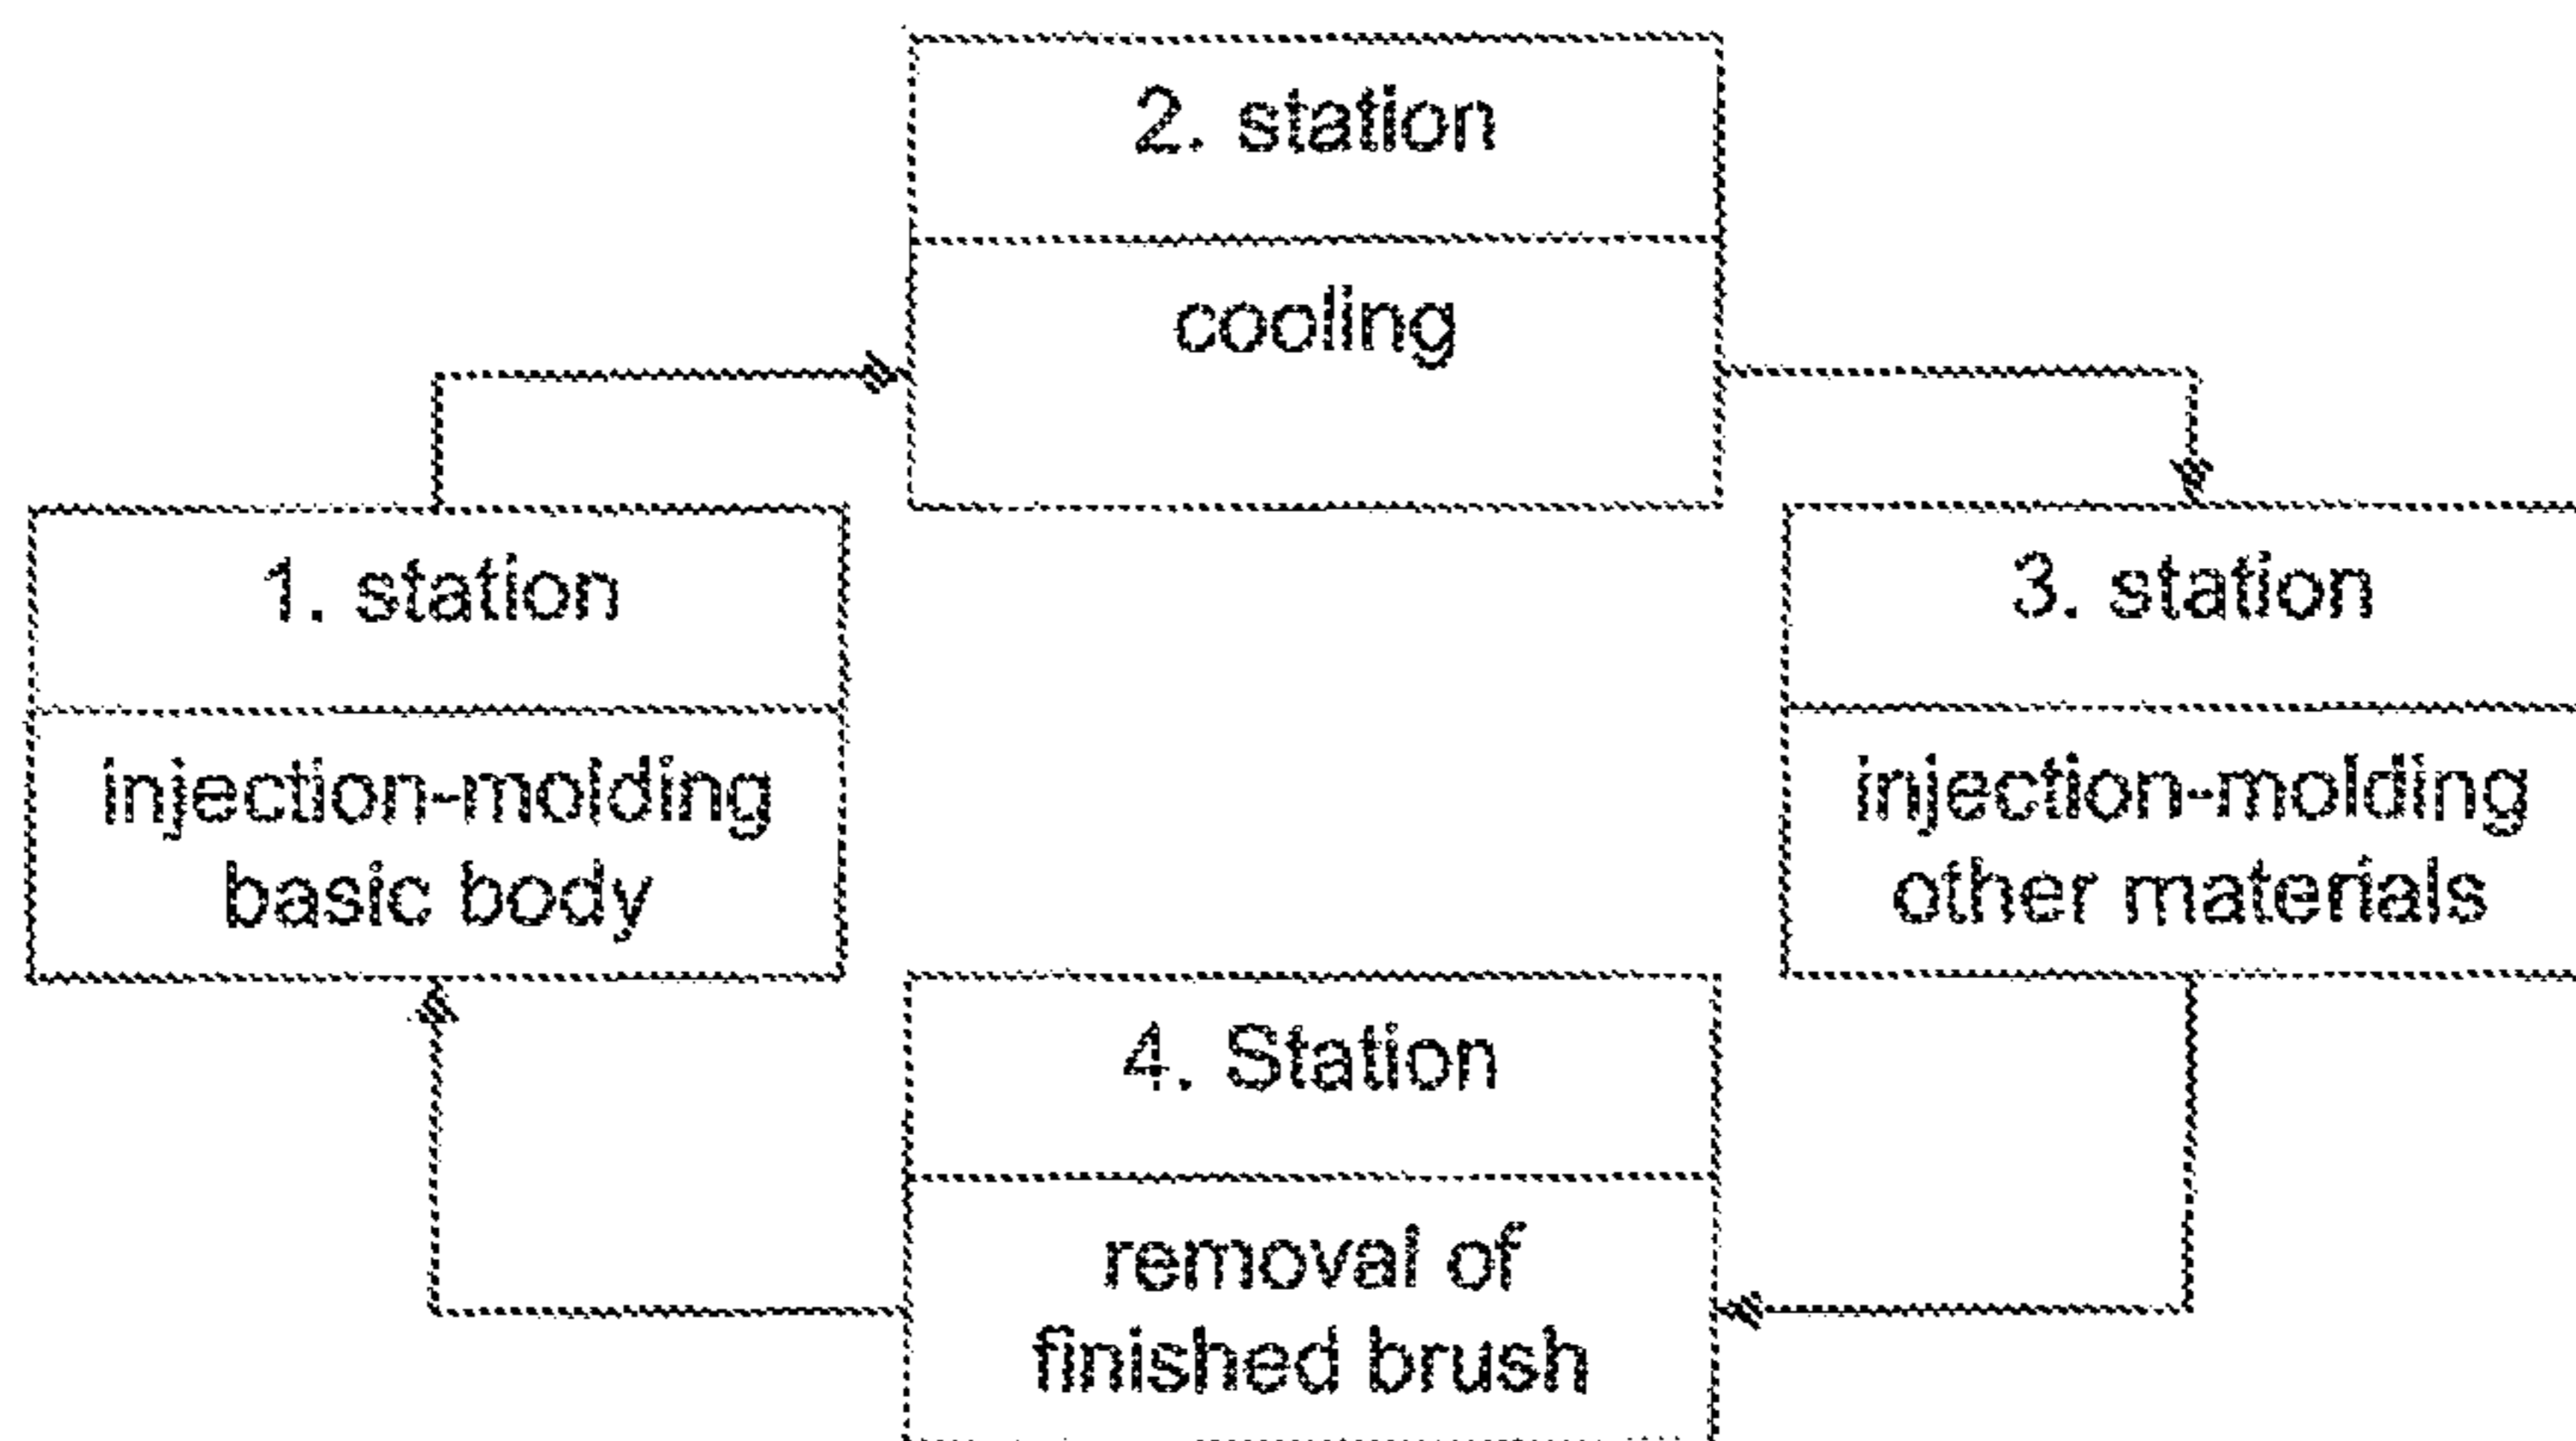 2. station
cooling
1. station
injection-molding
basic body
3. station
injection-molding
other materials
4. Station
removal of
finished brush